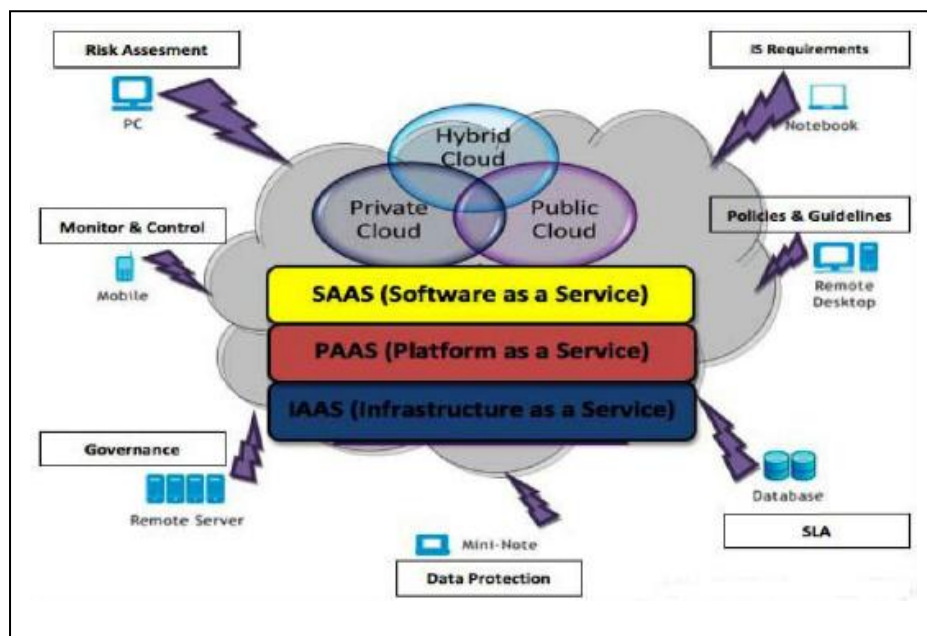 Risk Assesment
PC
IS Requirements
Notebook
Hybrid
Cloud
Private
Cloud
Public
Cloud
Monitor & Control
Mobile
Policies & Guidelines
Remote
Desktop
SAAS (Software as a Service)
PAAS (Platform as a Service)
IAAS (Infrastructure as a Service)
Governance
Remote Server
Database
SLA
Mini-Note
Data Protection